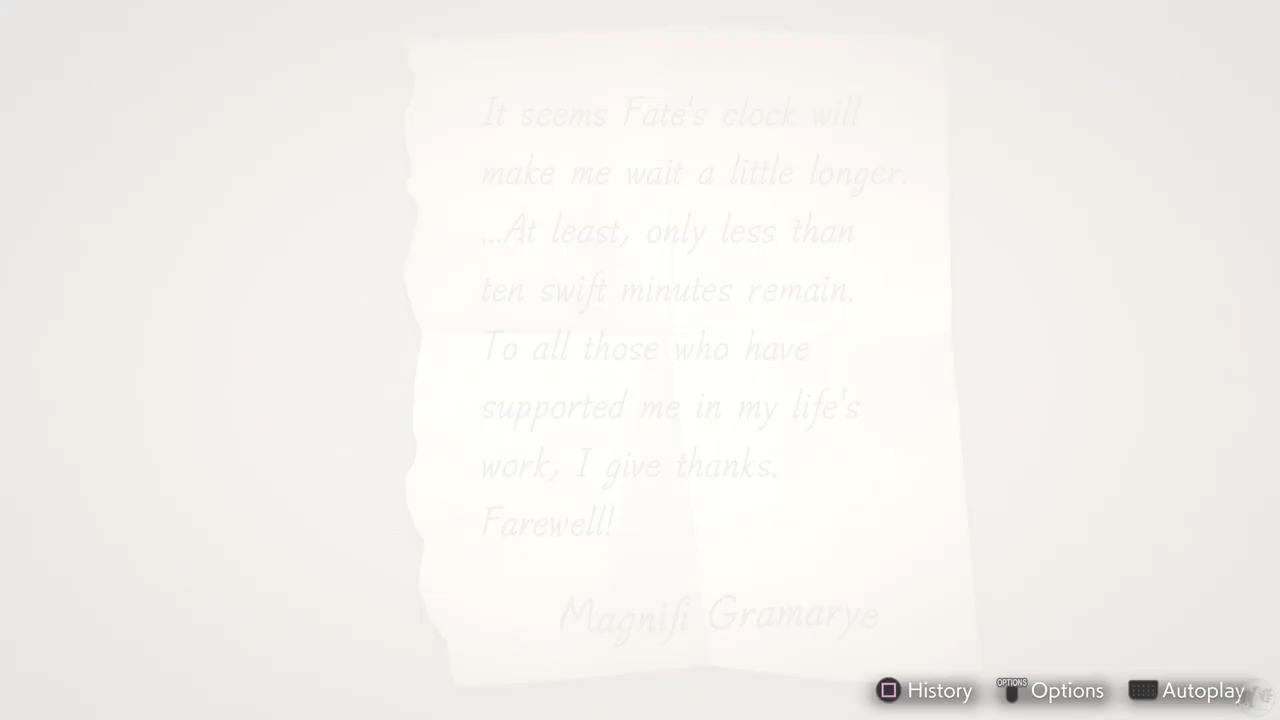 It seems Fate's clock will
make me wait a little longer.
...At least, only less than
ten swift minutes remain.
To all those who have
supported me in my life's
work, I give thanks.
Farewell!
Magnifi Gramarye
History
OPTIONS
Options
Autoplay